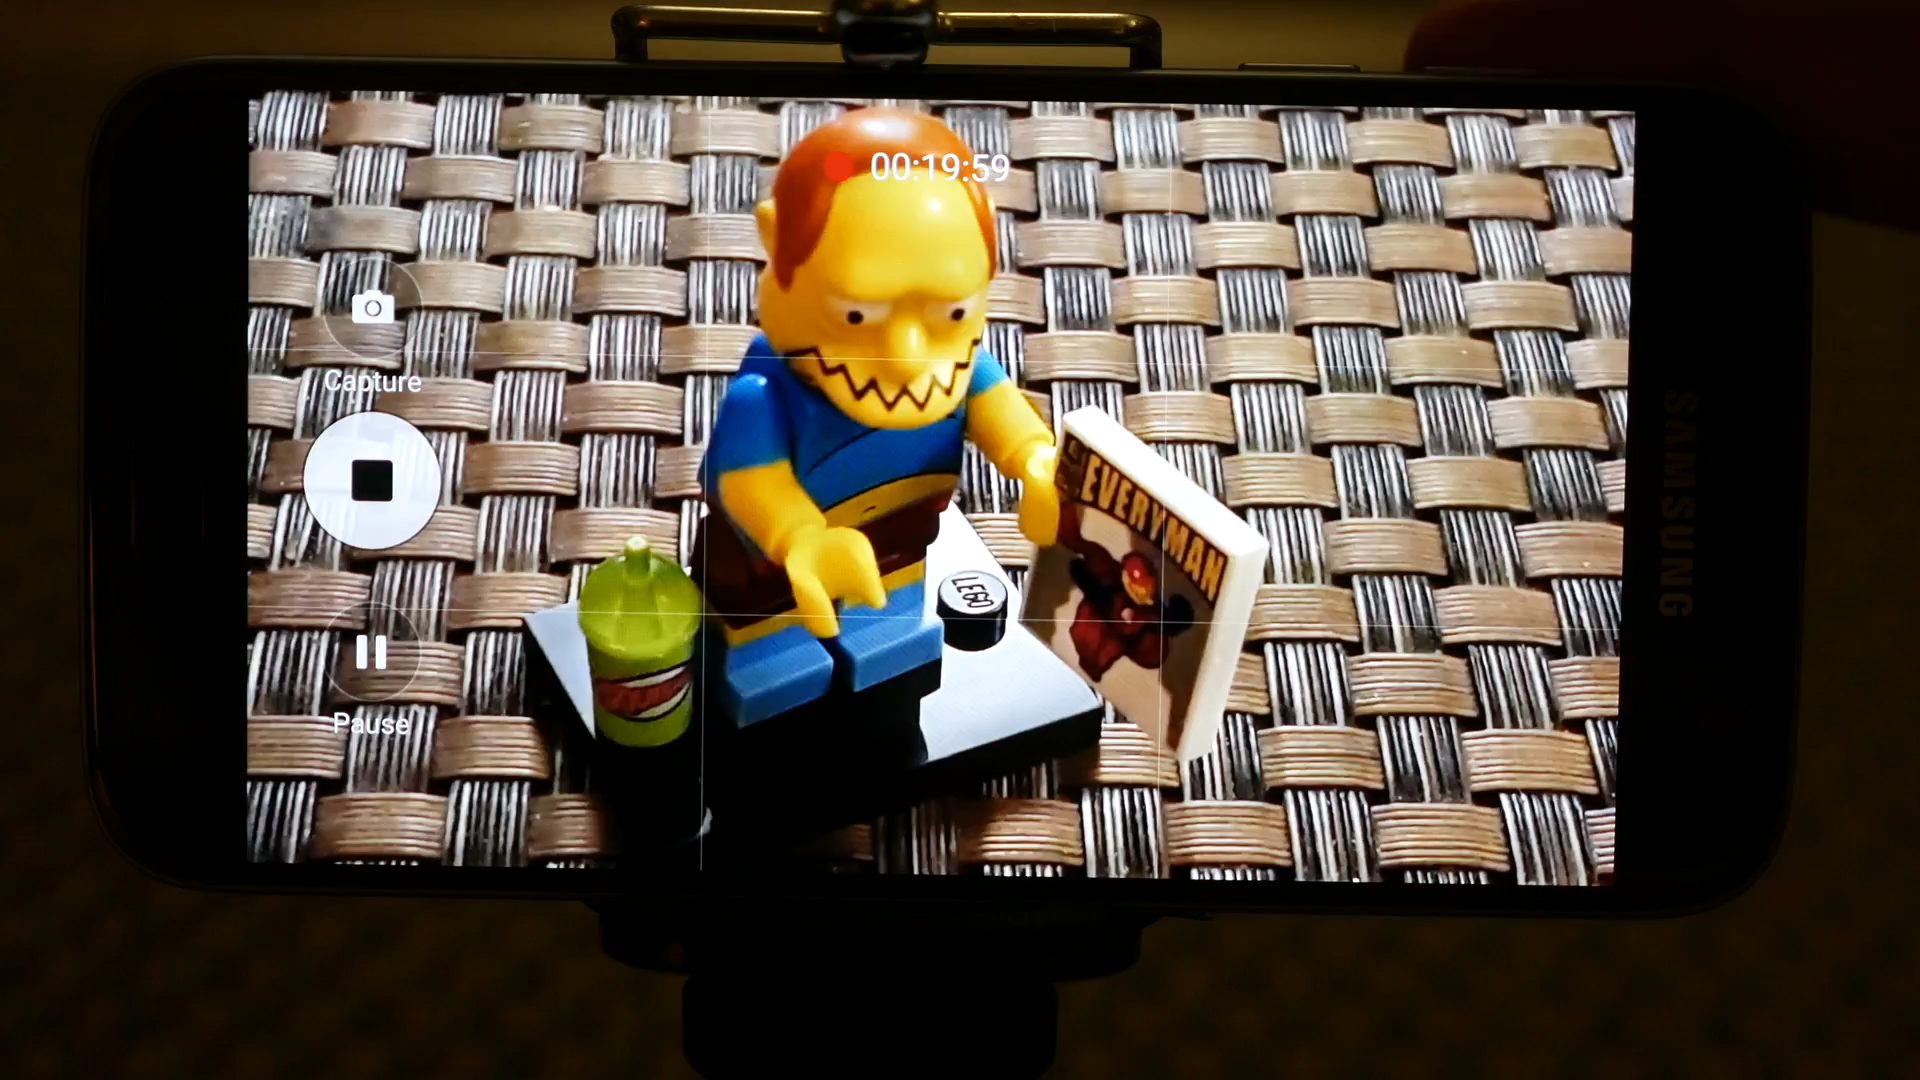 00:19:59
Capture
EVERYMAN
LEGO
Pause
SAMSUNG